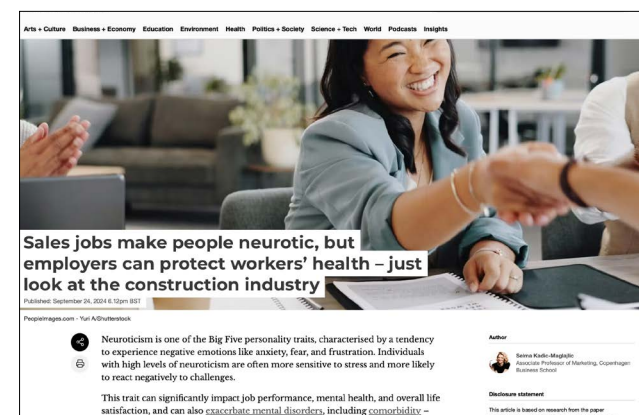 Arts + Culture Business + Economy Education Environment Health Politics + Society Science + Tech World Podcasts Insights
Sales jobs make people neurotic, but
employers can protect workers' health – just
look at the construction industry
Published: September 24, 2024 6.12pm BST
PeopleImages.com - Yuri A/Shutterstock
Neuroticism is one of the Big Five personality traits, characterised by a tendency
to experience negative emotions like anxiety, fear, and frustration. Individuals
with high levels of neuroticism are often more sensitive to stress and more likely
to react negatively to challenges.
This trait can significantly impact job performance, mental health, and overall life
satisfaction, and can also exacerbate mental disorders, including comorbidity –
Author
Selma Kadic-Maglajlic
Associate Professor of Marketing, Copenhagen
Business School
Disclosure statement
This article is based on research from the paper